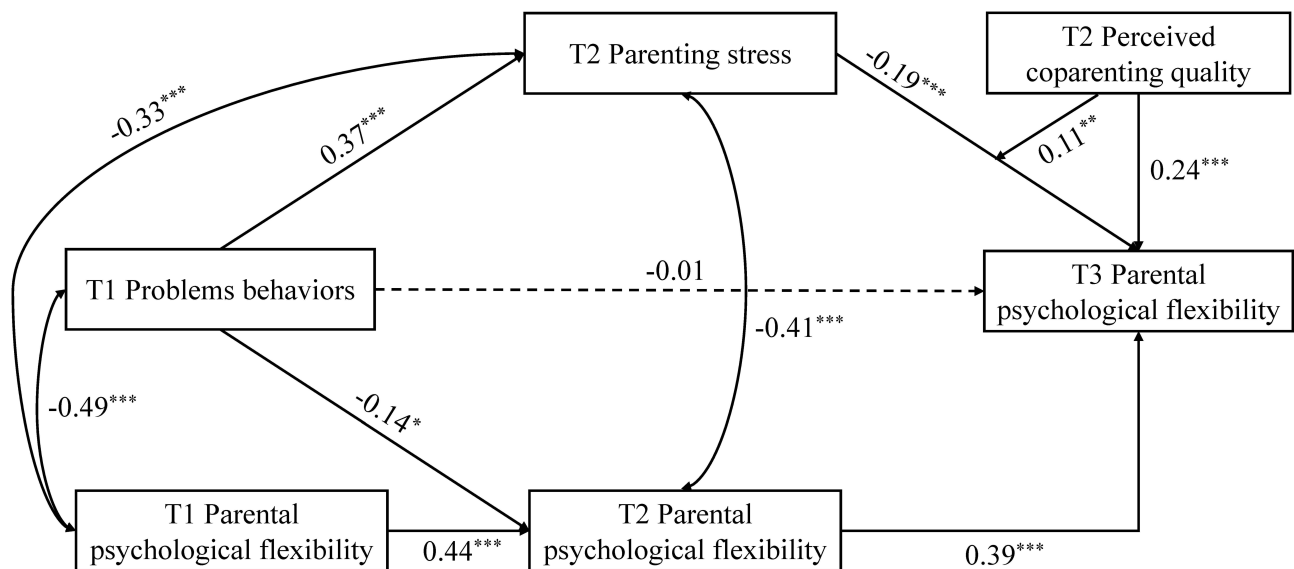 T2 Parenting stress
T2 Perceived
coparenting quality
-0.33***
0.37***
-0.19***
0.11**
0.24***
T1 Problems behaviors
-0.01
T3 Parental
psychological flexibility
-0.41***
-0.49***
-0.14*
T1 Parental
psychological flexibility
0.44***
T2 Parental
psychological flexibility
0.39***